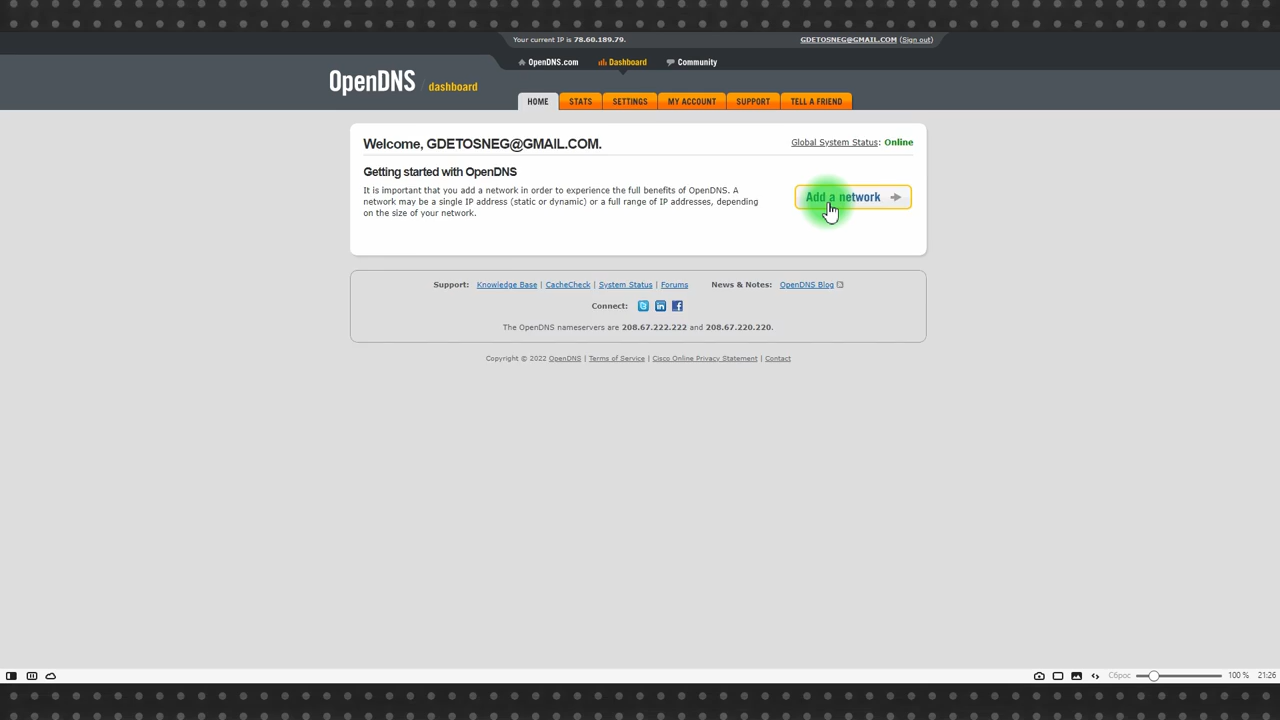 Your current IP is 78.60.189.79.
GDETOSNEG@GMAIL.COM (Sign out)
OpenDNS.com Dashboard Community
OpenDNS / dashboard
HOME STATS SETTINGS MY ACCOUNT SUPPORT TELL A FRIEND
Welcome, GDETOSNEG@GMAIL.COM.
Global System Status: Online
Getting started with OpenDNS
It is important that you add a network in order to experience the full benefits of OpenDNS. A
network may be a single IP address (static or dynamic) or a full range of IP addresses, depending
on the size of your network.
Add a network
Support: Knowledge Base | CacheCheck | System Status | Forums
News & Notes: OpenDNS Blog
Connect:
The OpenDNS nameservers are 208.67.222.222 and 208.67.220.220.
Copyright © 2022 OpenDNS | Terms of Service | Cisco Online Privacy Statement | Contact
Сброс 100 % 21:26